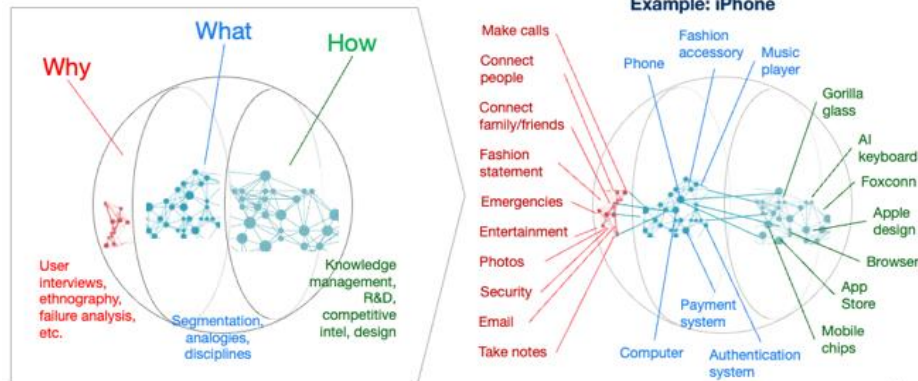 Why
What
How
User
interviews,
ethnography,
failure analysis,
etc.
Segmentation,
analogies,
disciplines
Knowledge
management,
R&D,
competitive
intel, design
Example: iPhone
Make calls
Connect
people
Connect
family/friends
Fashion
statement
Emergencies
Entertainment
Photos
Security
Email
Take notes
Phone
Fashion
accessory
Music
player
Computer
Payment
system
Authentication
system
Gorilla
glass
AI
keyboard
Foxconn
Apple
design
Browser
App
Store
Mobile
chips